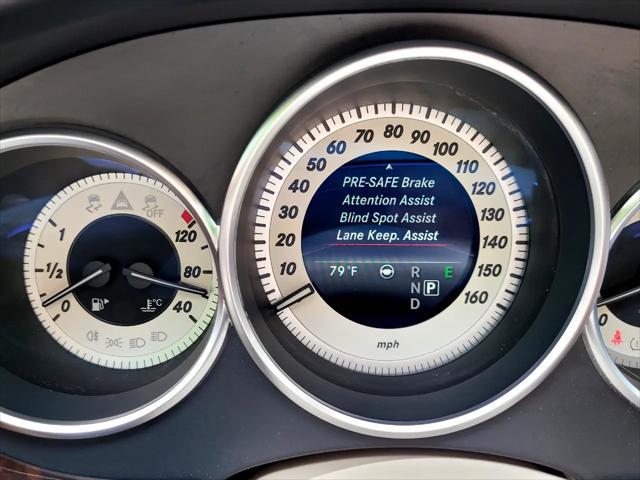 OFF
1
1/2
0
120
80
40
°C
10
20
30
40
50
60
70
80
90
100
110
120
130
140
150
160
PRE-SAFE Brake
Attention Assist
Blind Spot Assist
Lane Keep. Assist
79°F
R E
N P
D
mph
0